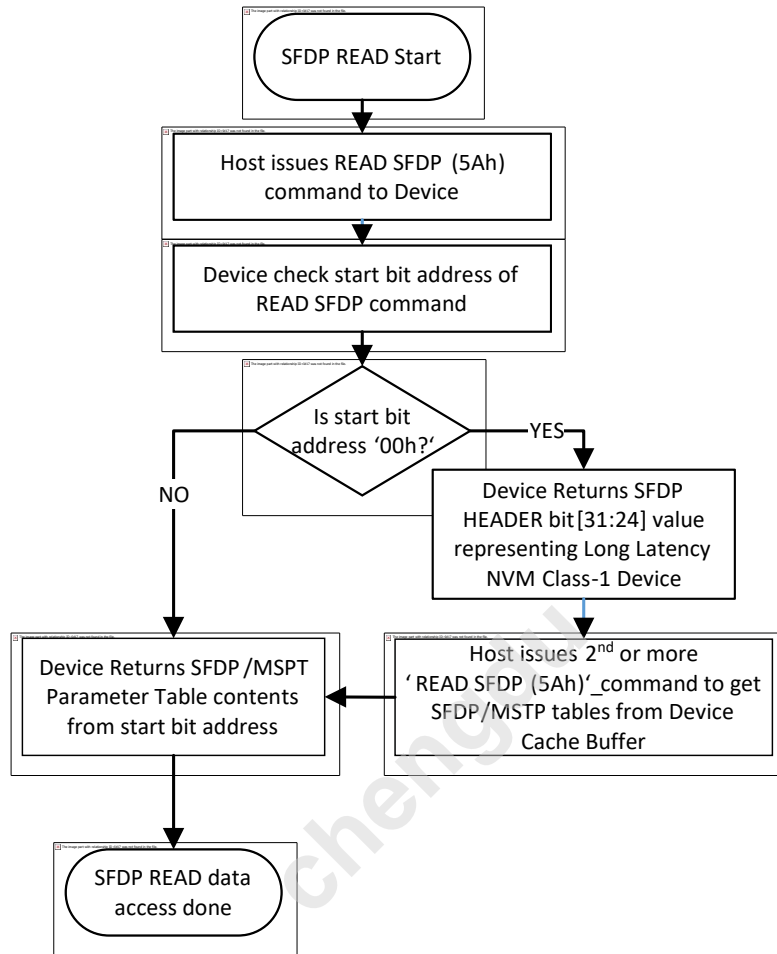 SFDP READ Start
Host issues READ SFDP (5Ah)
command to Device
Device check start bit address of
READ SFDP command
Is start bit
address ‘00h?‘
YES
NO
Device Returns SFDP
HEADER bit[31:24] value
representing Long Latency
NVM Class-1 Device
Device Returns SFDP/MSPT
Parameter Table contents
from start bit address
Host issues 2nd or more
‘READ SFDP (5Ah)‘_command to get
SFDP/MSTP tables from Device
Cache Buffer
SFDP READ data
access done
chengdu